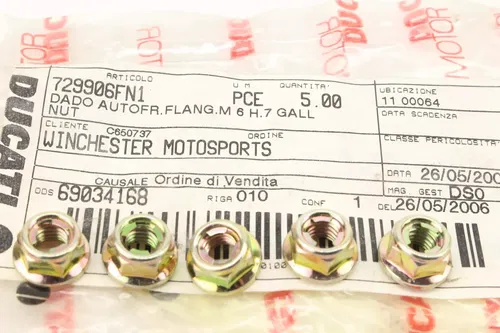 DUCATI
ARTICOLO
729906FN1
U.M. QUANTITA'
PCE 5.00
DADO AUTOFR.FLANG.M 6 H.7 GALL
NUT
UBICAZIONE
11 00064
DATA SCADENZA
CLIENTE C650737 ORDINE
WINCHESTER MOTOSPORTS
CLASSE PERICOLOSITA'
DATA 26/05/200
CAUSALE Ordine di Vendita
MAG. GEST DS0
DDS 69034168
RIGA 010 CONF 1 DEL 26/05/2006